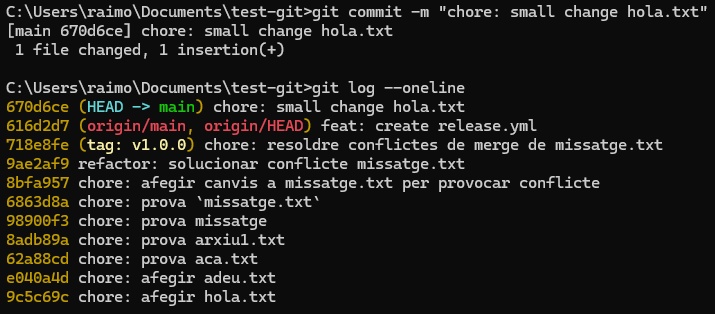 C:\Users\raimo\Documents\test-git>git commit -m "chore: small change hola.txt"
[main 670d6ce] chore: small change hola.txt
 1 file changed, 1 insertion(+)
C:\Users\raimo\Documents\test-git>git log --oneline
670d6ce (HEAD -> main) chore: small change hola.txt
616d2d7 (origin/main, origin/HEAD) feat: create release.yml
718e8fe (tag: v1.0.0) chore: resoldre conflictes de merge de missatge.txt
9ae2af9 refactor: solucionar conflicte missatge.txt
8bfa957 chore: afegir canvis a missatge.txt per provocar conflicte
6863d8a chore: prova `missatge.txt`
98900f3 chore: prova missatge
8adb89a chore: prova arxiu1.txt
62a88cd chore: prova aca.txt
e040a4d chore: afegir adeu.txt
9c5c69c chore: afegir hola.txt